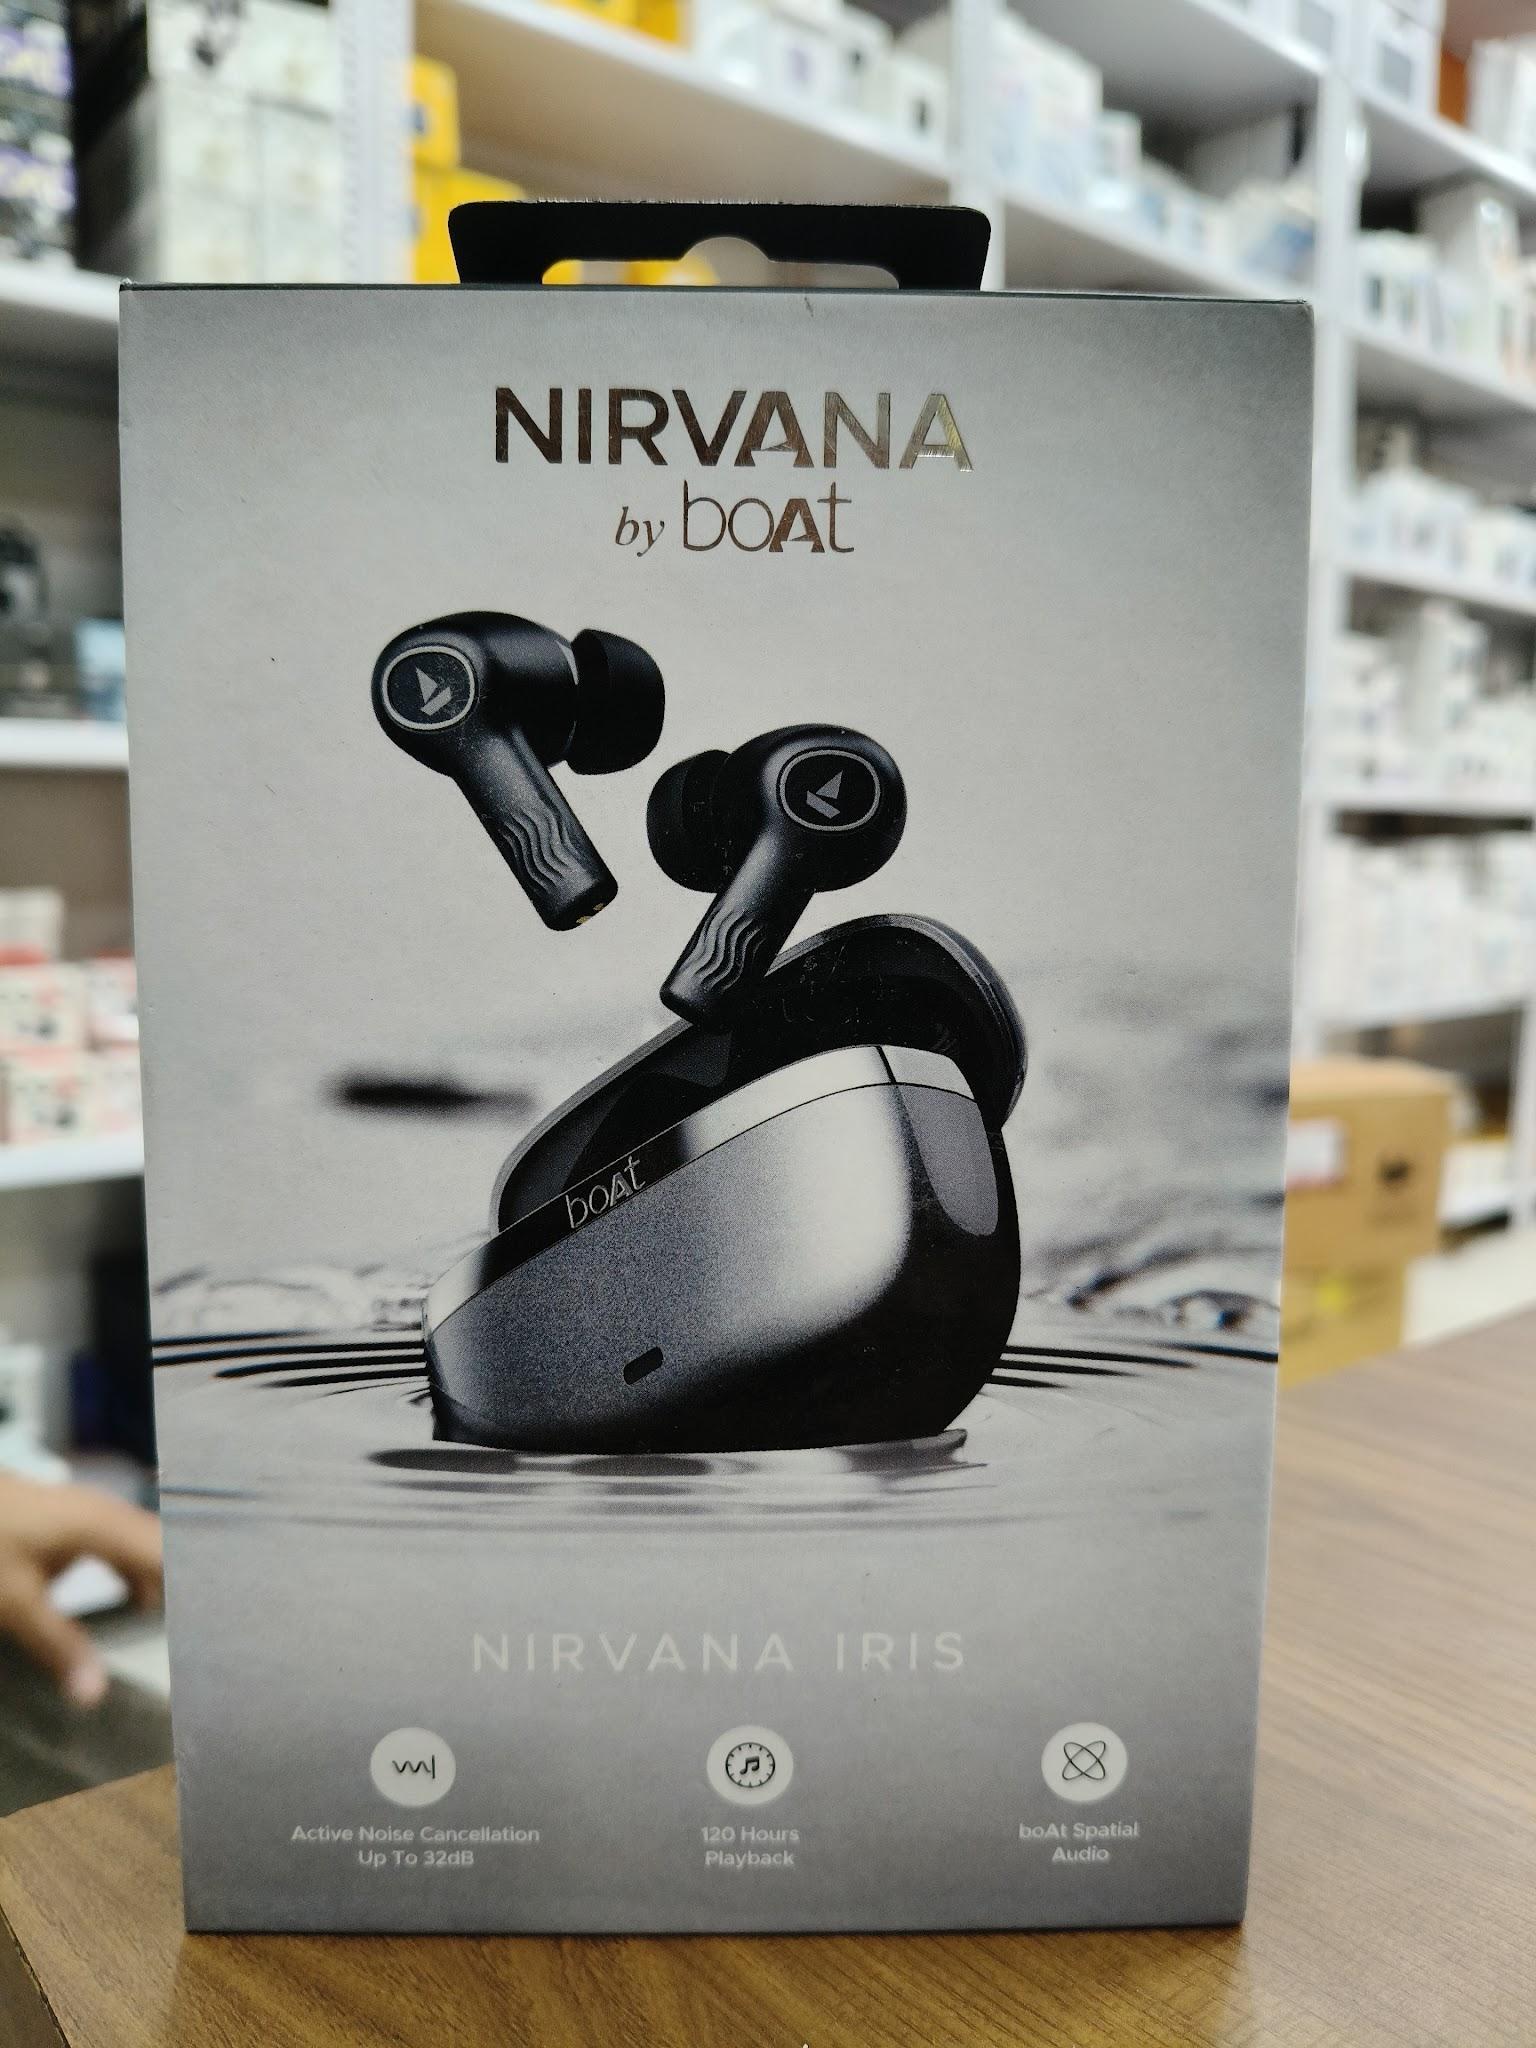 NIRVANA
by boAt
boAt
NIRVANA IRIS
Active Noise Cancellation
Up To 32dB
120 Hours
Playback
boAt Spatial
Audio